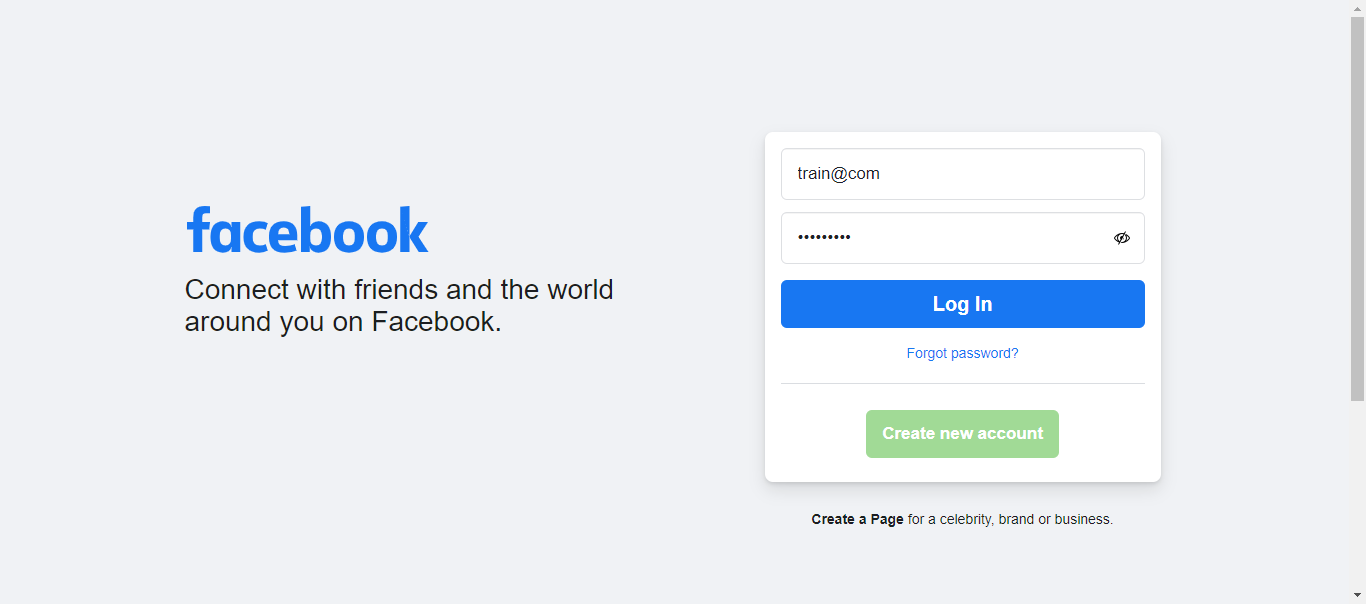 facebook
Connect with friends and the world
around you on Facebook.
train@com
•••••••••
Log In
Forgot password?
Create new account
Create a Page for a celebrity, brand or business.